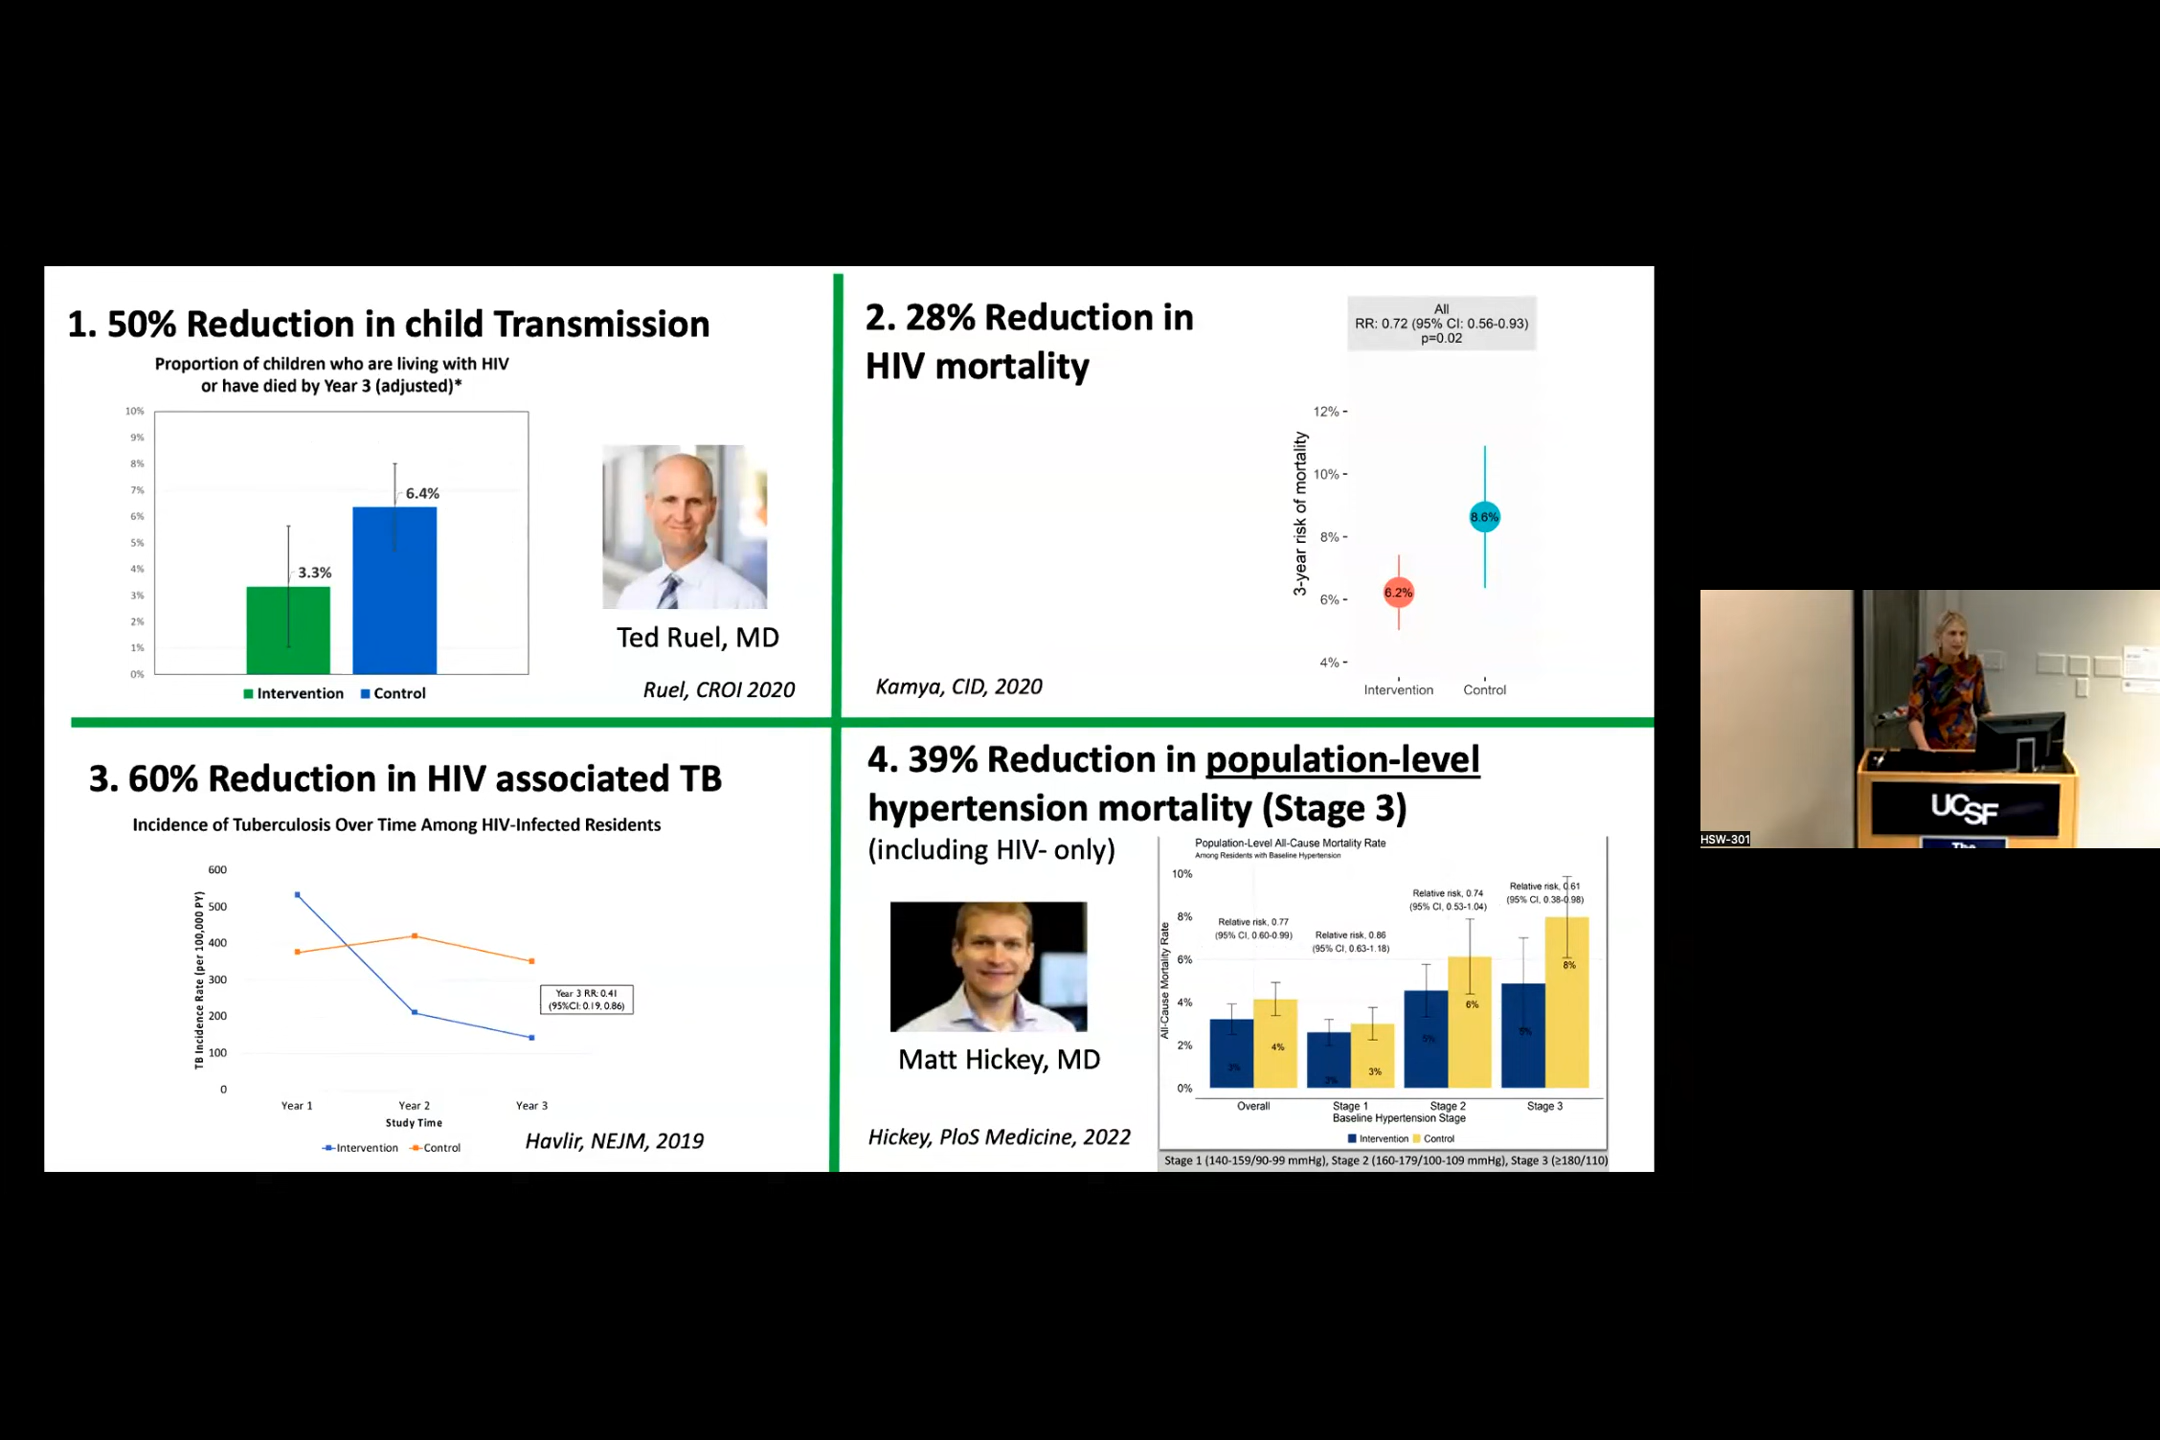 1. 50% Reduction in child Transmission
Proportion of children who are living with HIV
or have died by Year 3 (adjusted)*
10%
9%
8%
7%
6%
5%
4%
3%
2%
1%
0%
3.3%
6.4%
Intervention
Control
Ted Ruel, MD
Ruel, CROI 2020
2. 28% Reduction in
HIV mortality
All
RR: 0.72 (95% CI: 0.56-0.93)
p=0.02
3-year risk of mortality
12%
10%
8%
6%
4%
8.6%
6.2%
Intervention
Control
Kamya, CID, 2020
3. 60% Reduction in HIV associated TB
Incidence of Tuberculosis Over Time Among HIV-Infected Residents
TB Incidence Rate (per 100,000 PY)
600
500
400
300
200
100
0
Year 3 RR: 0.41
(95%CI: 0.19, 0.86)
Year 1
Year 2
Year 3
Study Time
Intervention
Control
Havlir, NEJM, 2019
4. 39% Reduction in population-level
hypertension mortality (Stage 3)
(including HIV- only)
Matt Hickey, MD
Hickey, PloS Medicine, 2022
Population-Level All-Cause Mortality Rate
Among Residents with Baseline Hypertension
All-Cause Mortality Rate
10%
8%
6%
4%
2%
0%
Relative risk, 0.77
(95% CI, 0.60-0.99)
Relative risk, 0.86
(95% CI, 0.63-1.18)
Relative risk, 0.74
(95% CI, 0.53-1.04)
Relative risk, 0.61
(95% CI, 0.38-0.98)
3%
4%
3%
5%
6%
5%
8%
Overall
Stage 1
Stage 2
Stage 3
Baseline Hypertension Stage
Intervention
Control
Stage 1 (140-159/90-99 mmHg), Stage 2 (160-179/100-109 mmHg), Stage 3 (≥180/110)
UCSF
The
HSW-301